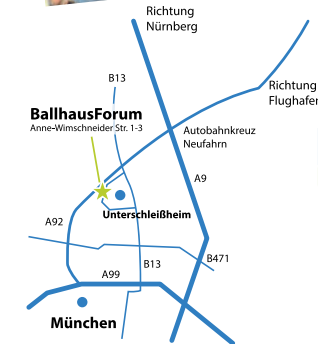 Richtung
Nürnberg
B13
Richtung
Flughafe
BallhausForum
Anne-Wimschneider Str. 1-3
Autobahnkreuz
Neufahrn
A9
Unterschleißheim
A92
B13
B471
A99
München